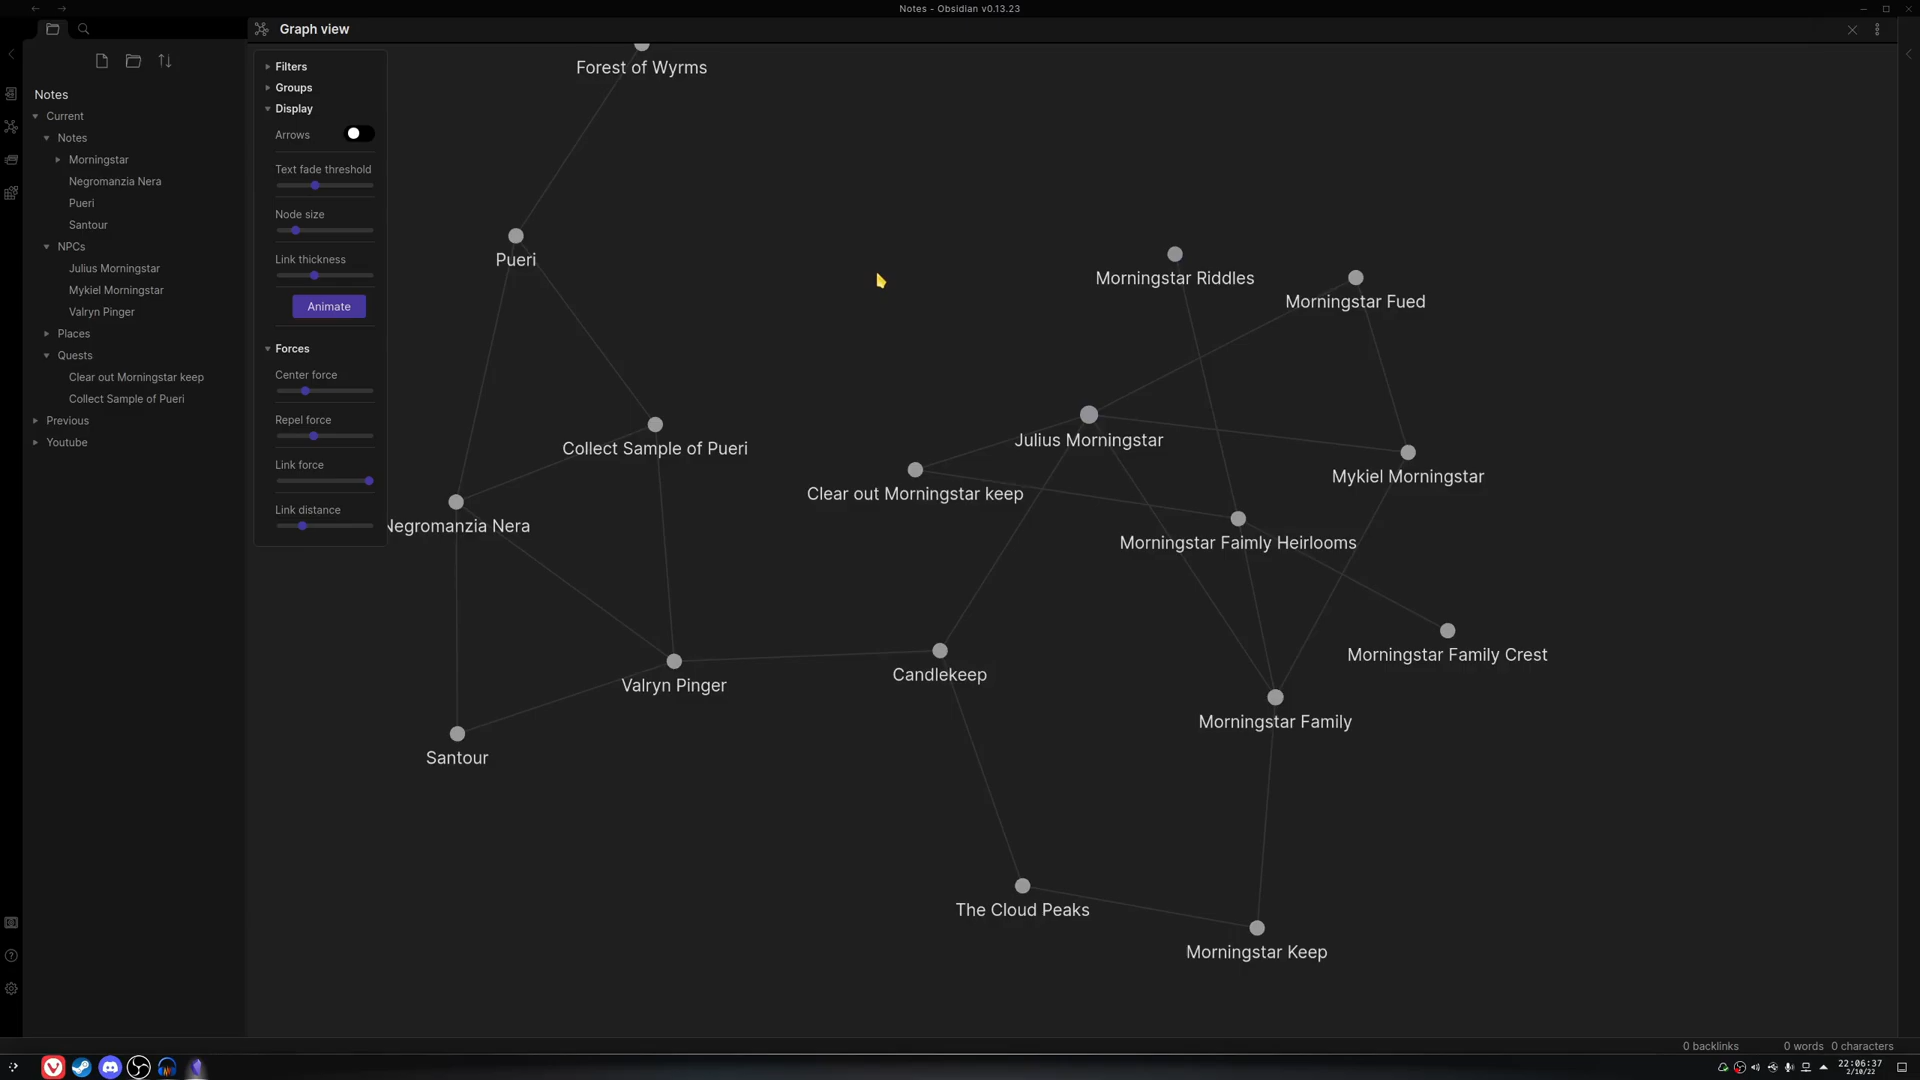 Notes - Obsidian v0.13.23
Graph view
Notes
Current
Notes
Morningstar
Negromanzia Nera
Pueri
Santour
NPCs
Julius Morningstar
Mykiel Morningstar
Valryn Pinger
Places
Quests
Clear out Morningstar keep
Collect Sample of Pueri
Previous
Youtube
Filters
Groups
Display
Arrows
Text fade threshold
Node size
Link thickness
Animate
Forces
Center force
Repel force
Link force
Link distance
Forest of Wyrms
Pueri
Morningstar Riddles
Morningstar Fued
Collect Sample of Pueri
Julius Morningstar
Clear out Morningstar keep
Mykiel Morningstar
Negromanzia Nera
Morningstar Faimly Heirlooms
Morningstar Family Crest
Candlekeep
Valryn Pinger
Morningstar Family
Santour
The Cloud Peaks
Morningstar Keep
0 backlinks 0 words 0 characters
22:06:37
2/10/22